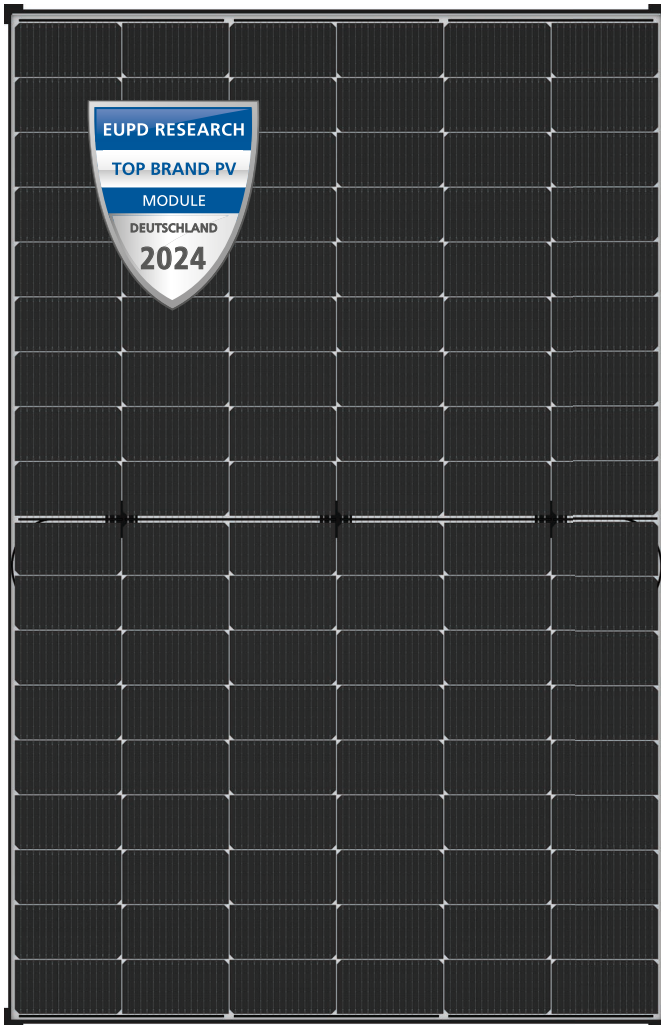 EUPD RESEARCH
TOP BRAND PV
MODULE
DEUTSCHLAND
2024